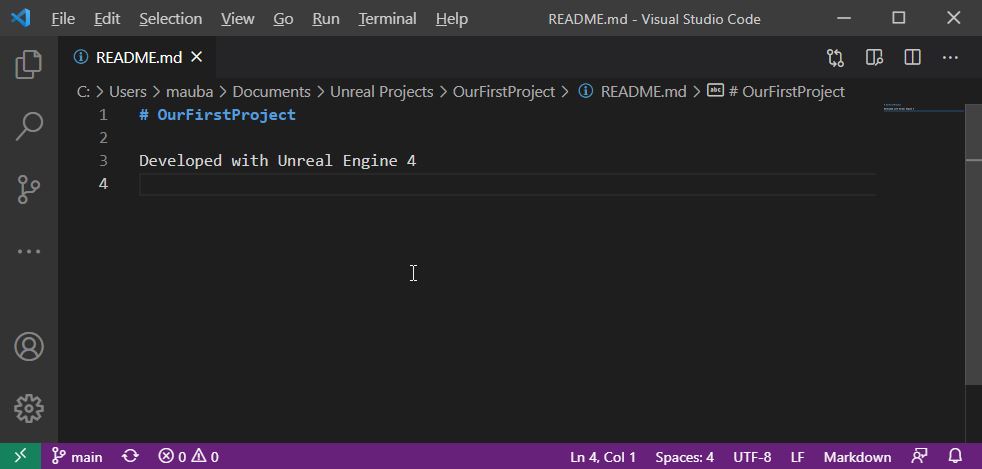 File Edit Selection View Go Run Terminal Help README.md - Visual Studio Code
README.md
C: > Users > mauba > Documents > Unreal Projects > OurFirstProject > README.md > abc # OurFirstProject
1 # OurFirstProject
2
3 Developed with Unreal Engine 4
4
main 0 0 Ln 4, Col 1 Spaces: 4 UTF-8 LF Markdown